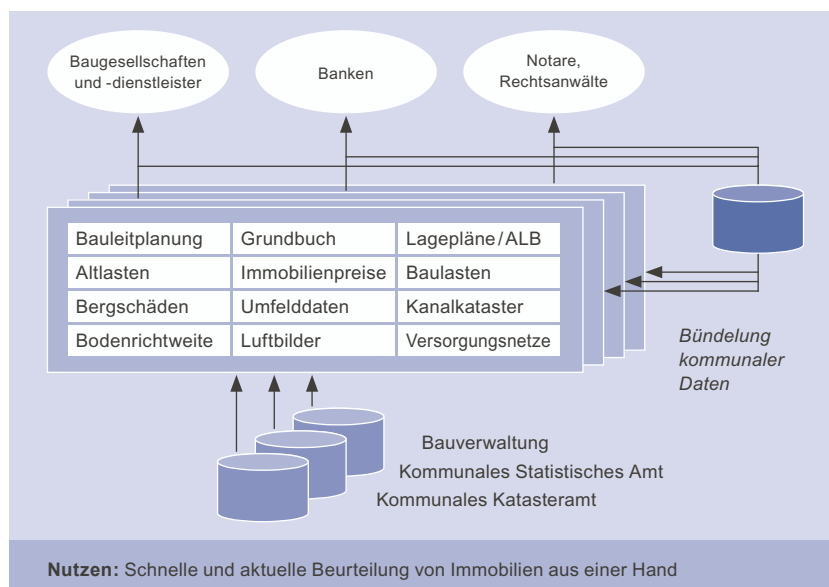 Baugesellschaften
und -dienstleister
Banken
Notare,
Rechtsanwälte
Bauleitplanung
Grundbuch
Lagepläne/ALB
Altlasten
Immobilienpreise
Baulasten
Bergschäden
Umfelddaten
Kanalkataster
Bodenrichtweite
Luftbilder
Versorgungsnetze
Bündelung
kommunaler
Daten
Bauverwaltung
Kommunales Statistisches Amt
Kommunales Katasteramt
Nutzen: Schnelle und aktuelle Beurteilung von Immobilien aus einer Hand